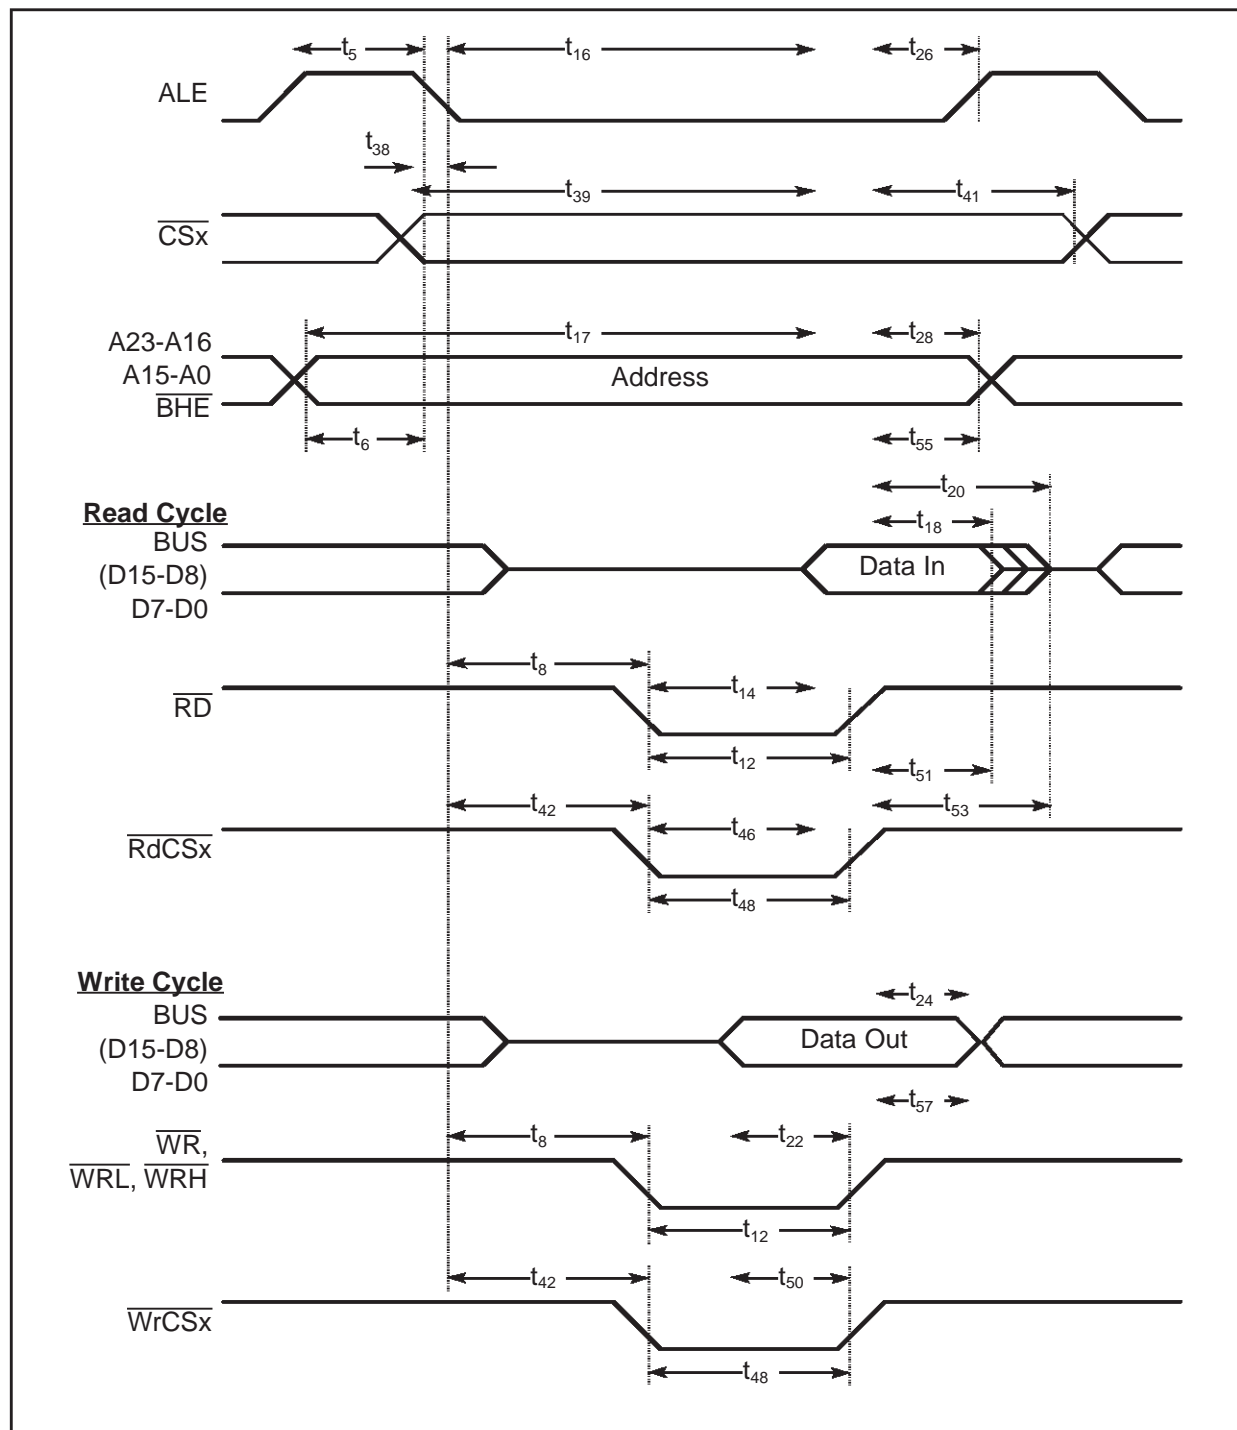 t5 t16 t26
ALE
t38
t39 t41
CSx
A23-A16
t17 t28
A15-A0
Address
BHE
t6 t55
t20
Read Cycle
t18
BUS
(D15-D8)
Data In
D7-D0
t8
t14
RD
t12
t51
t42
t53
t46
RdCSx
t48
Write Cycle
t24
BUS
(D15-D8)
Data Out
D7-D0
t57
WR,
t8 t22
WRL, WRH
t12
t42 t50
WrCSx
t48